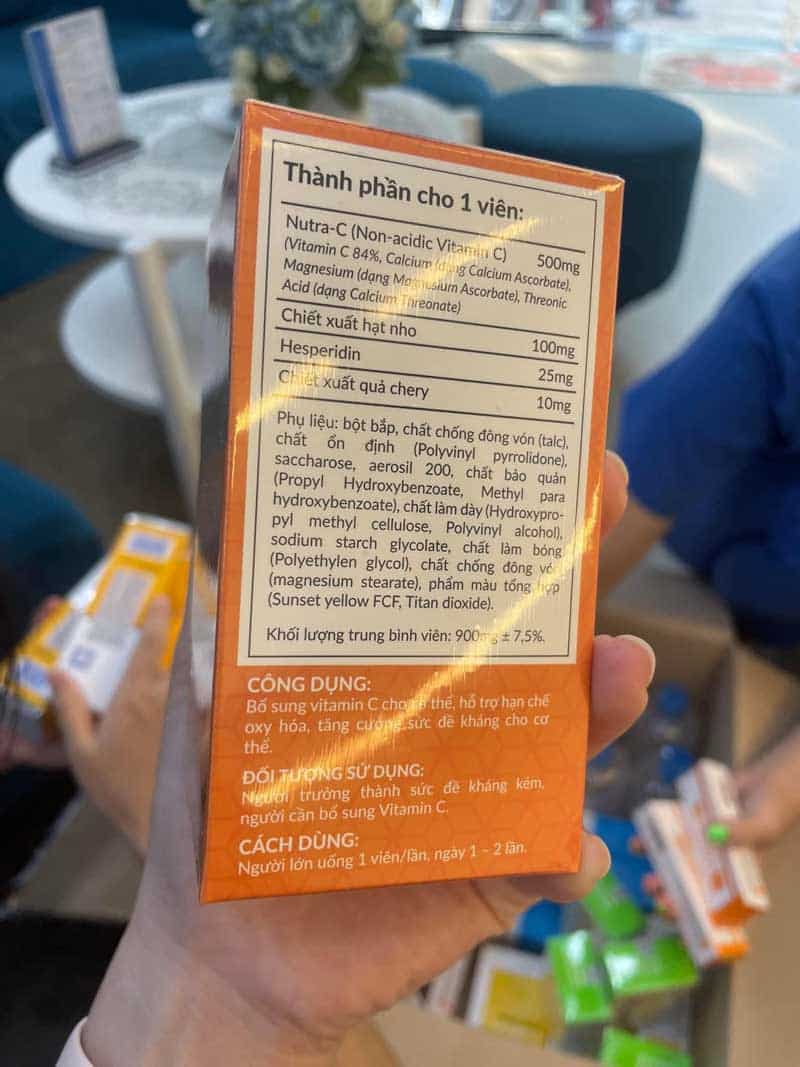 Thành phần cho 1 viên:
Nutra-C (Non-acidic Vitamin C) 500mg
(Vitamin C 84%, Calcium (dạng Calcium Ascorbate),
Magnesium (dạng Magnesium Ascorbate), Threonic
Acid (dạng Calcium Threonate)
Chiết xuất hạt nho 100mg
Hesperidin 25mg
Chiết xuất quả chery 10mg
Phụ liệu: bột bắp, chất chống đông vón (talc),
chất ổn định (Polyvinyl pyrrolidone),
saccharose, aerosil 200, chất bảo quản
(Propyl Hydroxybenzoate, Methyl para
hydroxybenzoate), chất làm dày (Hydroxypro-
pyl methyl cellulose, Polyvinyl alcohol),
sodium starch glycolate, chất làm bóng
(Polyethylen glycol), chất chống đông vón
(magnesium stearate), phẩm màu tổng hợp
(Sunset yellow FCF, Titan dioxide).
Khối lượng trung bình viên: 900mg ± 7,5%.
CÔNG DỤNG:
Bổ sung vitamin C cho cơ thể, hỗ trợ hạn chế
oxy hóa, tăng cường sức đề kháng cho cơ
thể.
ĐỐI TƯỢNG SỬ DỤNG:
Người trưởng thành sức đề kháng kém,
người cần bổ sung Vitamin C.
CÁCH DÙNG:
Người lớn uống 1 viên/lần, ngày 1 – 2 lần.